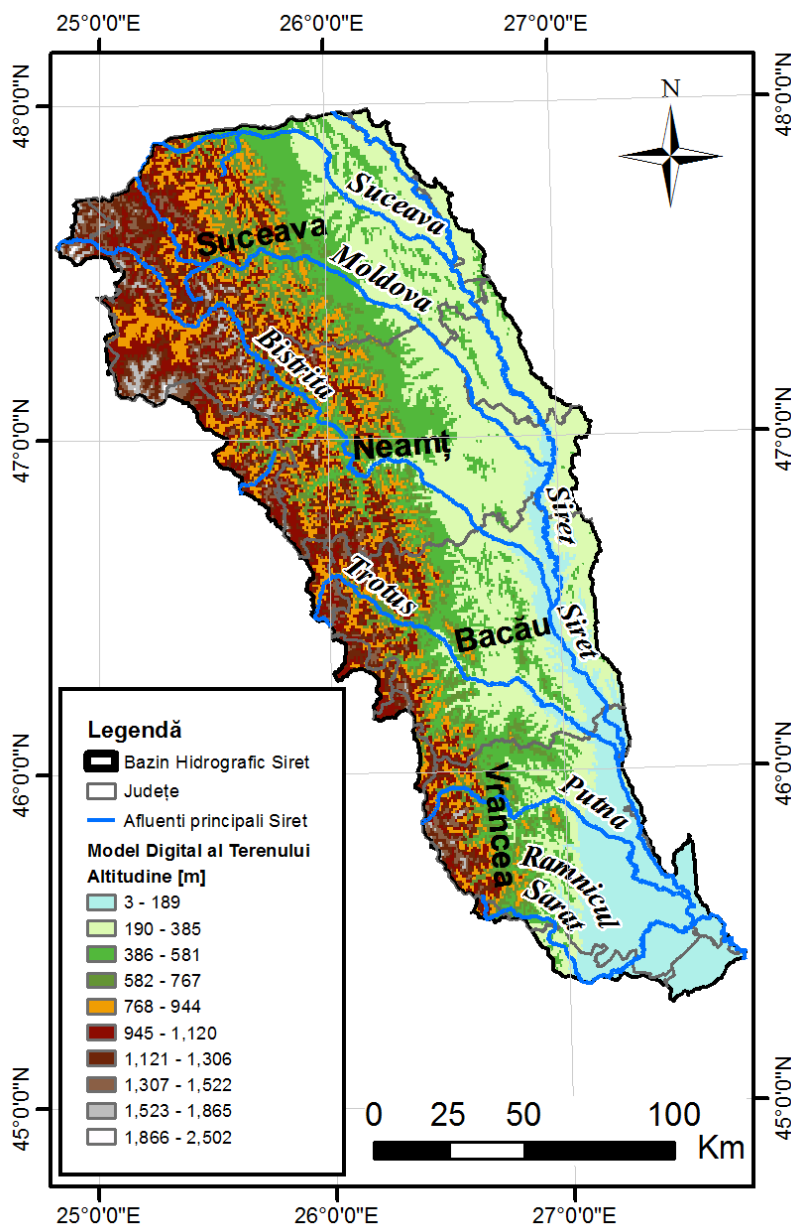 25°0'0"E 26°0'0"E 27°0'0"E
48°0'0"N
48°0'0"N
N
Suceava
Suceava
Moldova
Bistrita
47°0'0"N
47°0'0"N
Neamț
Siret
Trotus
Siret
Bacău
46°0'0"N
46°0'0"N
Putna
Vrancea
Ramnicul
Sarat
Legendă
Bazin Hidrografic Siret
Județe
Afluenti principali Siret
Model Digital al Terenului
Altitudine [m]
3 - 189
190 - 385
386 - 581
582 - 767
768 - 944
945 - 1,120
1,121 - 1,306
1,307 - 1,522
1,523 - 1,865
1,866 - 2,502
45°0'0"N
45°0'0"N
0 25 50 100
Km
25°0'0"E 26°0'0"E 27°0'0"E